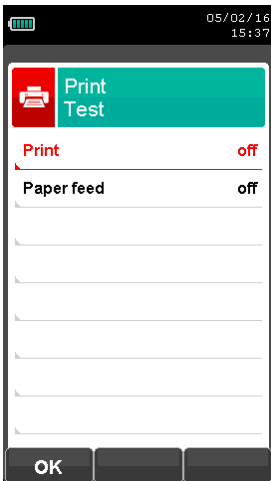 05/02/16
15:37
Print
Test
Print off
Paper feed off
OK